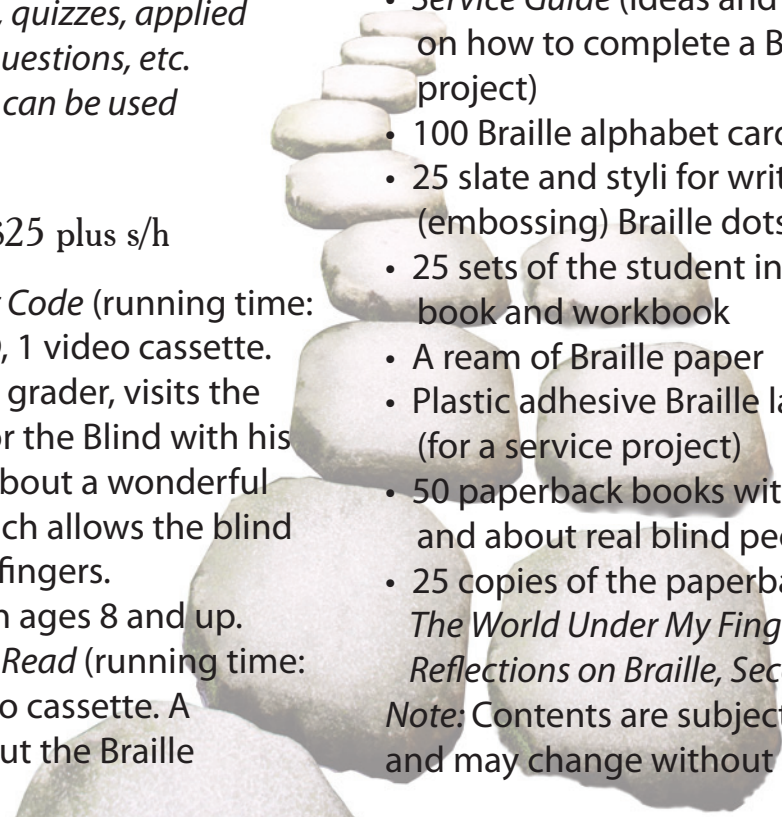 , quizzes, applied
uestions, etc.
can be used
$25 plus s/h
Code (running time:
, 1 video cassette.
grader, visits the
or the Blind with his
bout a wonderful
ch allows the blind
fingers.
n ages 8 and up.
Read (running time:
o cassette. A
ut the Braille
• Service Guide (ideas and
on how to complete a B
project)
• 100 Braille alphabet card
• 25 slate and styli for writ
(embossing) Braille dots
• 25 sets of the student in
book and workbook
• A ream of Braille paper
• Plastic adhesive Braille la
(for a service project)
• 50 paperback books wit
and about real blind peo
• 25 copies of the paperba
The World Under My Fing
Reflections on Braille, Sec
Note: Contents are subject
and may change without